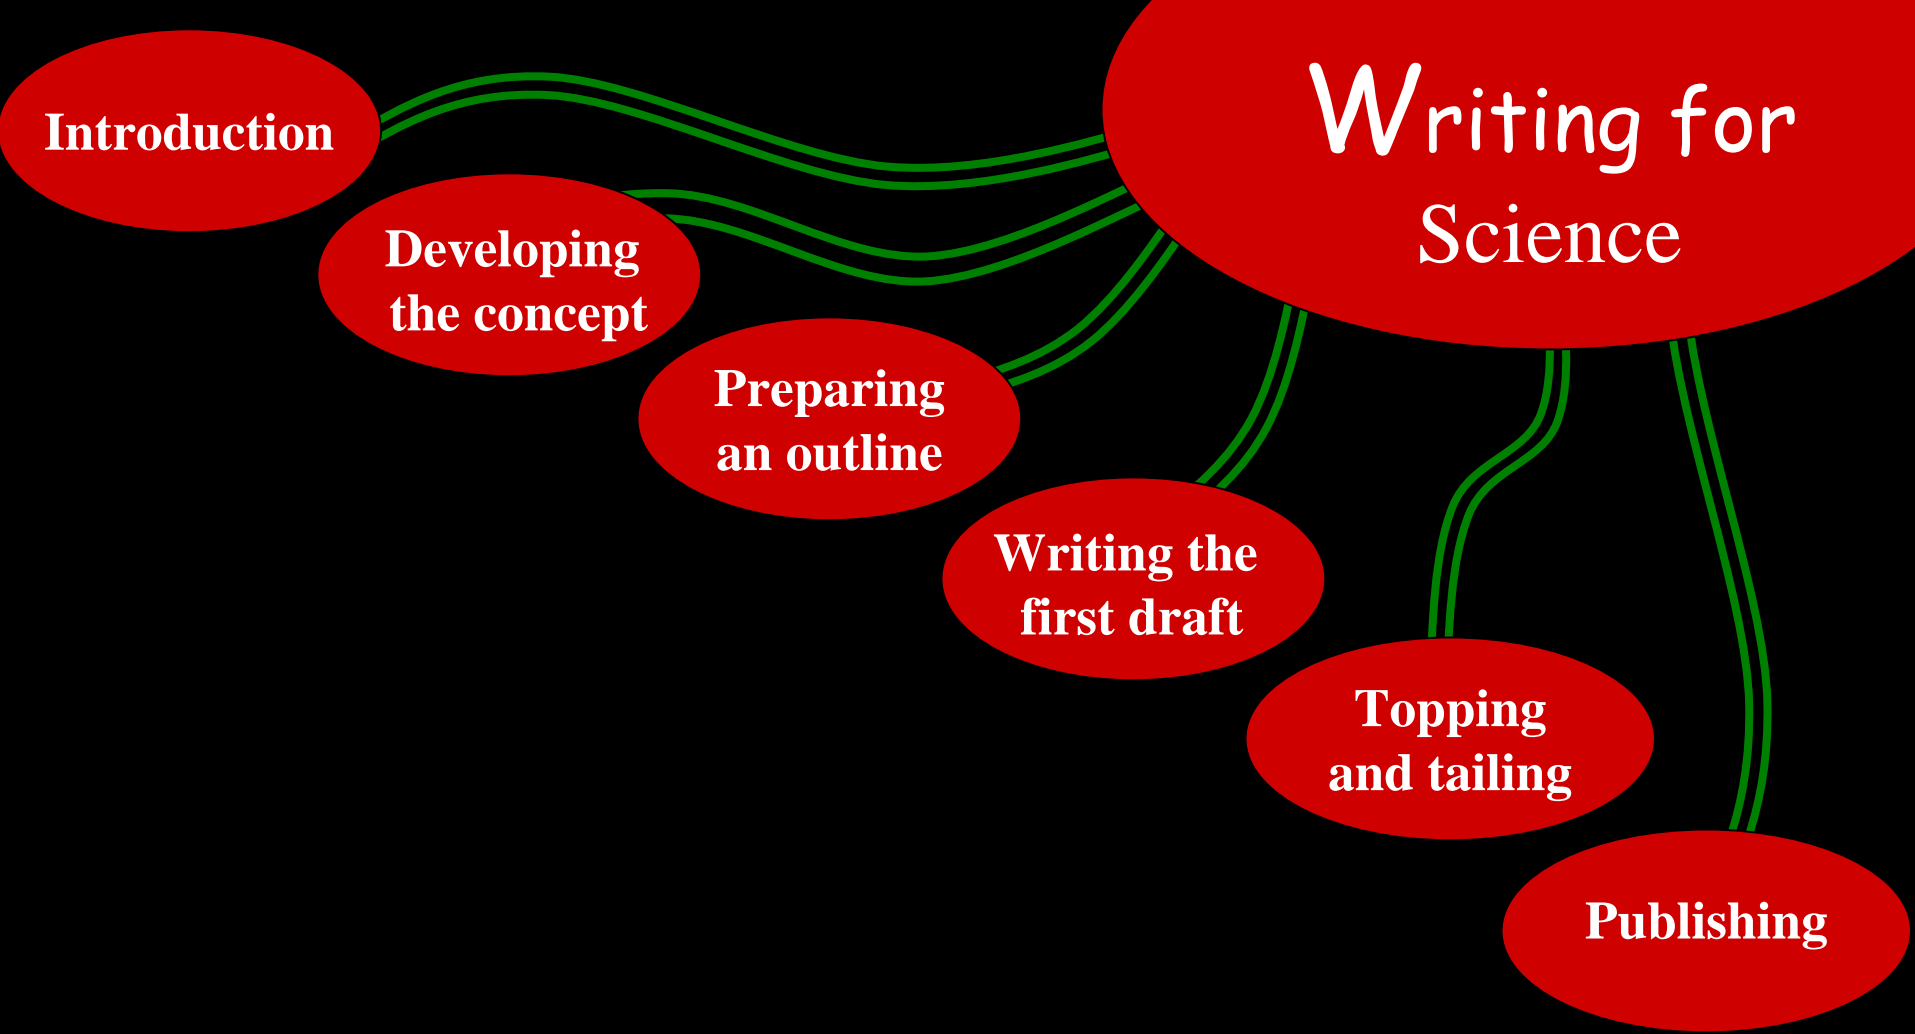 Writing for
Science
Introduction
Developing
the concept
Preparing
an outline
Writing the
first draft
Topping
and tailing
Publishing